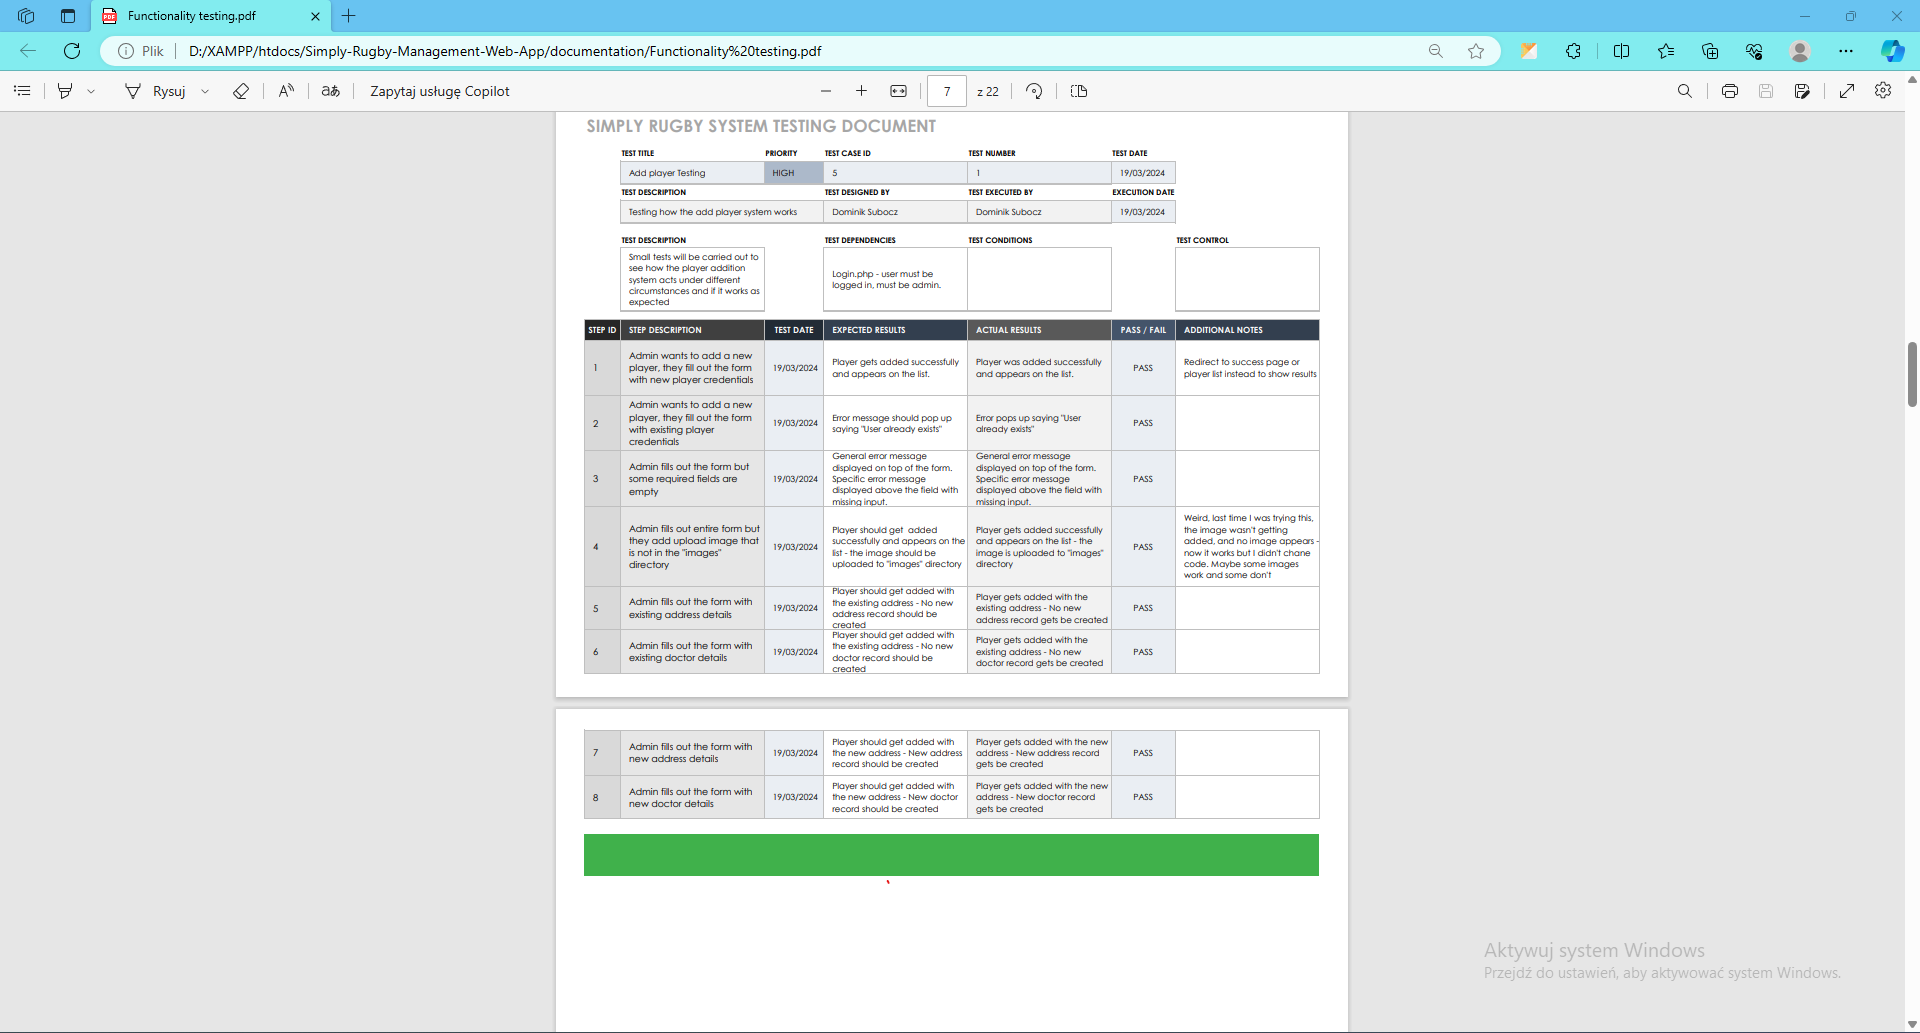 Functionality testing.pdf
Plik D:/XAMPP/htdocs/Simply-Rugby-Management-Web-App/documentation/Functionality%20testing.pdf
Rysuj
Zapytaj usługę Copilot
7 z 22
SIMPLY RUGBY SYSTEM TESTING DOCUMENT
TEST TITLE PRIORITY TEST CASE ID TEST NUMBER TEST DATE
Add player Testing HIGH 5 1 19/03/2024
TEST DESCRIPTION TEST DESIGNED BY TEST EXECUTED BY EXECUTION DATE
Testing how the add player system works Dominik Subocz Dominik Subocz 19/03/2024
TEST DESCRIPTION TEST DEPENDENCIES TEST CONDITIONS TEST CONTROL
Small tests will be carried out to
see how the player addition
system acts under different
circumstances and if it works as
expected
Login.php - user must be
logged in, must be admin.
STEP ID STEP DESCRIPTION TEST DATE EXPECTED RESULTS ACTUAL RESULTS PASS / FAIL ADDITIONAL NOTES
1
Admin wants to add a new
player, they fill out the form
with new player credentials
19/03/2024
Player gets added successfully
and appears on the list.
Player was added successfully
and appears on the list.
PASS
Redirect to success page or
player list instead to show results
2
Admin wants to add a new
player, they fill out the form
with existing player
credentials
19/03/2024
Error message should pop up
saying "User already exists"
Error pops up saying "User
already exists"
PASS
3
Admin fills out the form but
some required fields are
empty
19/03/2024
General error message
displayed on top of the form.
Specific error message
displayed above the field with
missing input.
General error message
displayed on top of the form.
Specific error message
displayed above the field with
missing input.
PASS
4
Admin fills out entire form but
they add upload image that
is not in the "images"
directory
19/03/2024
Player should get  added
successfully and appears on the
list - the image should be
uploaded to "images" directory
Player gets added successfully
and appears on the list - the
image is uploaded to "images"
directory
PASS
Weird, last time I was trying this,
the image wasn't getting
added, and no image appears -
now it works but I didn't chane
code. Maybe some images
work and some don't
5
Admin fills out the form with
existing address details
19/03/2024
Player should get added with
the existing address - No new
address record should be
created
Player gets added with the
existing address - No new
address record gets be created
PASS
6
Admin fills out the form with
existing doctor details
19/03/2024
Player should get added with
the existing address - No new
doctor record should be
created
Player gets added with the
existing address - No new
doctor record gets be created
PASS
7
Admin fills out the form with
new address details
19/03/2024
Player should get added with
the new address - New address
record should be created
Player gets added with the new
address - New address record
gets be created
PASS
8
Admin fills out the form with
new doctor details
19/03/2024
Player should get added with
the new address - New doctor
record should be created
Player gets added with the new
address - New doctor record
gets be created
PASS
Aktywuj system Windows
Przejdź do ustawień, aby aktywować system Windows.